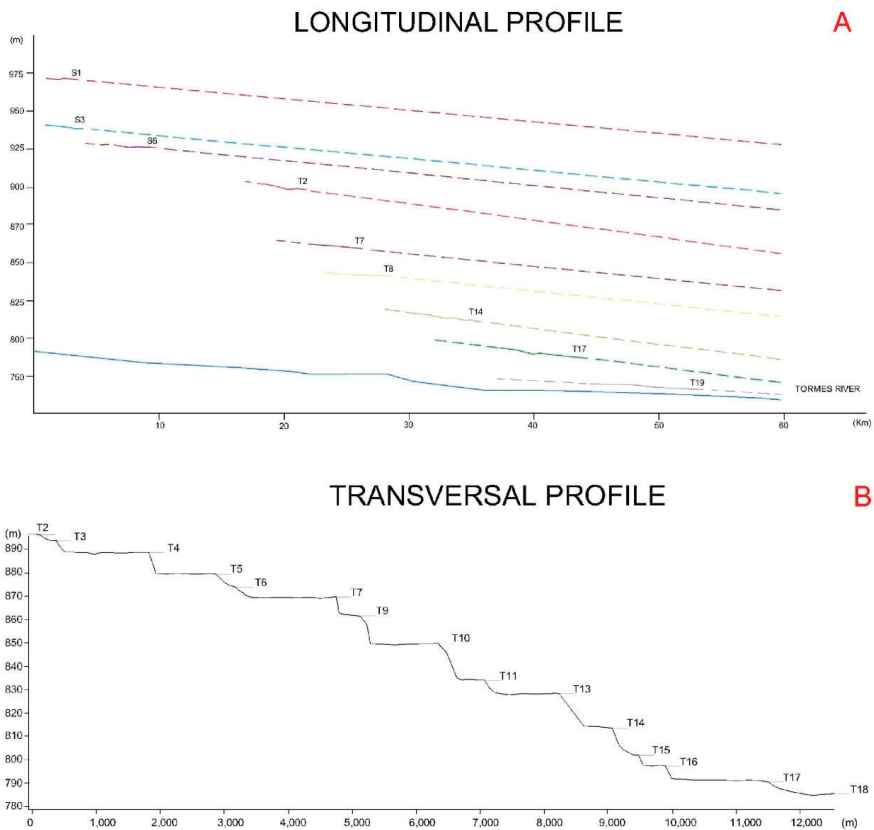 LONGITUDINAL PROFILE
A
(m)
975
950
925
900
870
850
825
800
760
S1
S3
S6
T2
T7
T8
T14
T17
T19
TORMES RIVER
10
20
30
40
50
60
(Km)
TRANSVERSAL PROFILE
B
(m)
890
880
870
860
850
840
830
820
810
800
790
780
T2
T3
T4
T5
T6
T7
T9
T10
T11
T13
T14
T15
T16
T17
T18
0
1,000
2,000
3,000
4,000
5,000
6,000
7,000
8,000
9,000
10,000
11,000
12,000
(m)